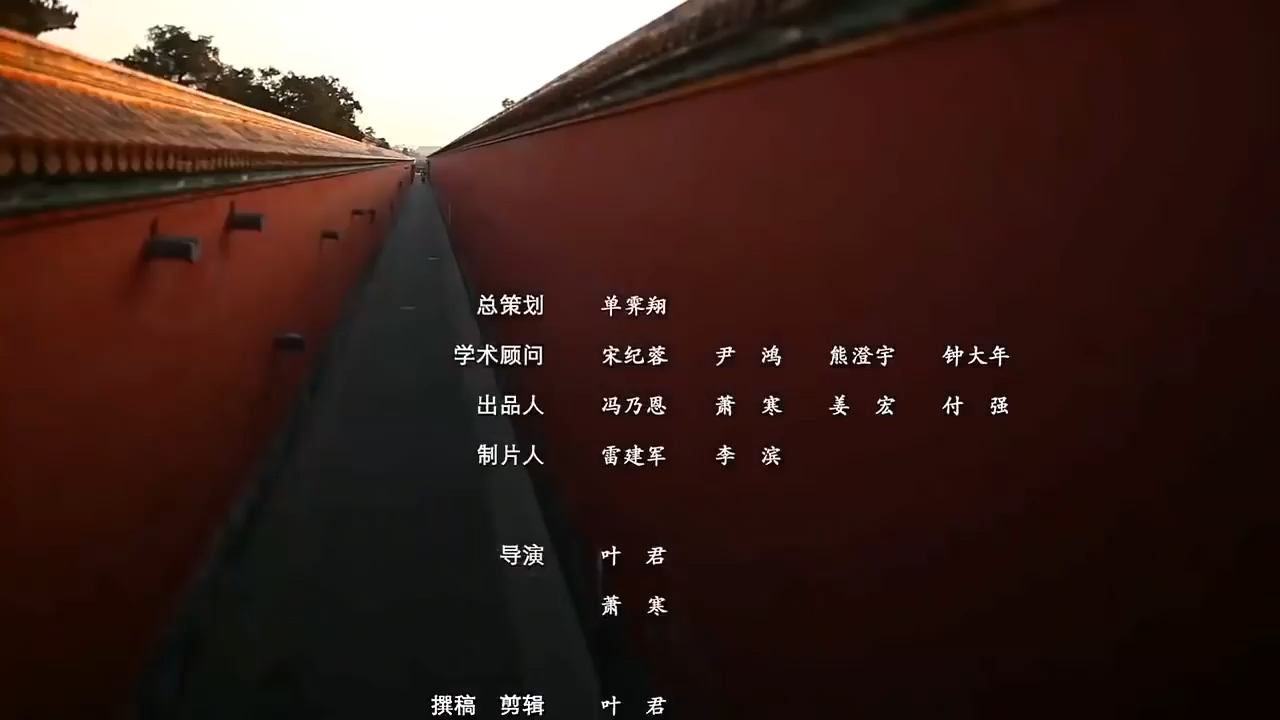 总策划 单霁翔
学术顾问 宋纪蓉 尹 鸿 熊澄宇 钟大年
出品人 冯乃恩 萧 寒 姜 宏 付 强
制片人 雷建军 李 滨
导演 叶 君
萧 寒
撰稿 剪辑 叶 君